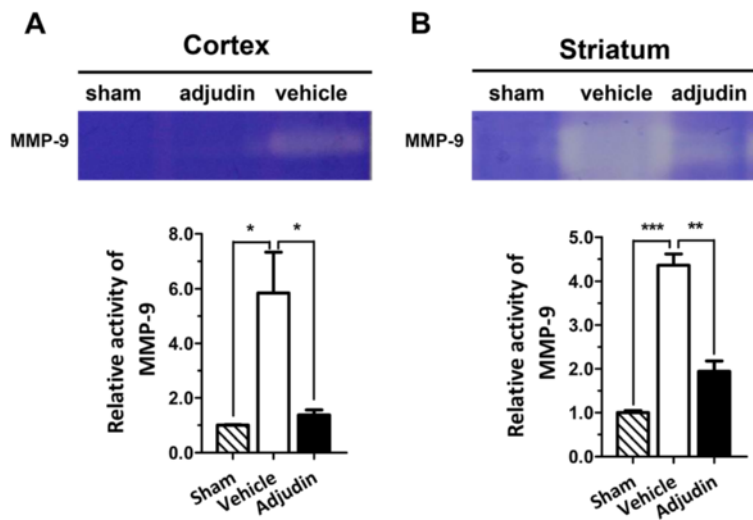 A
Cortex
sham adjudin vehicle
MMP-9
* *
8.0
6.0
4.0
2.0
0.0
Relative activity of
MMP-9
Sham
Vehicle
Adjudin
B
Striatum
sham vehicle adjudin
MMP-9
*** **
5.0
4.0
3.0
2.0
1.0
0.0
Relative activity of
MMP-9
Sham
Vehicle
Adjudin